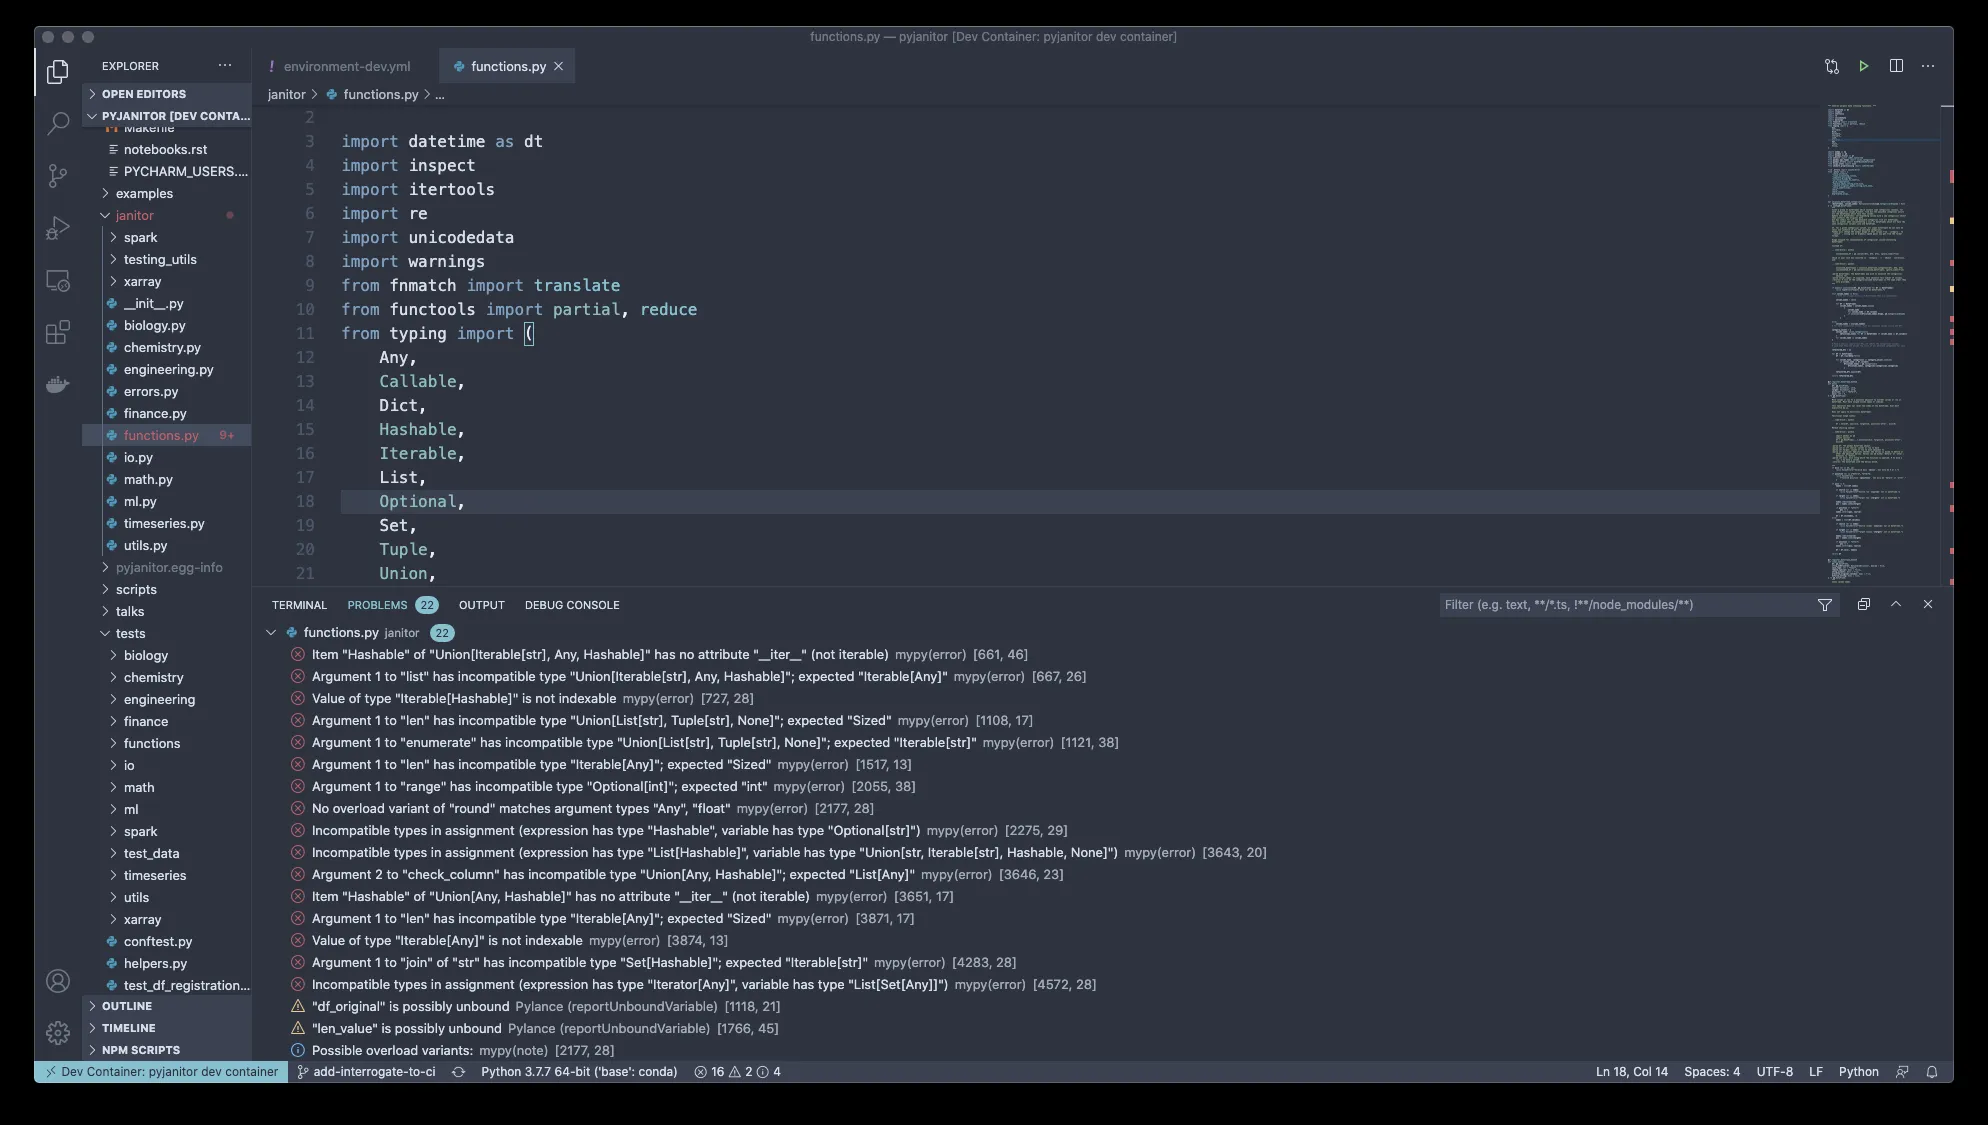 functions.py — pyjanitor [Dev Container: pyjanitor dev container]
EXPLORER
OPEN EDITORS
PYJANITOR [DEV CONTA...
Makefile
notebooks.rst
PYCHARM_USERS....
examples
janitor
spark
testing_utils
xarray
__init__.py
biology.py
chemistry.py
engineering.py
errors.py
finance.py
functions.py 9+
io.py
math.py
ml.py
timeseries.py
utils.py
pyjanitor.egg-info
scripts
talks
tests
biology
chemistry
engineering
finance
functions
io
math
ml
spark
test_data
timeseries
utils
xarray
conftest.py
helpers.py
test_df_registration...
OUTLINE
TIMELINE
NPM SCRIPTS
! environment-dev.yml
functions.py
janitor > functions.py > ...
2
3 import datetime as dt
4 import inspect
5 import itertools
6 import re
7 import unicodedata
8 import warnings
9 from fnmatch import translate
10 from functools import partial, reduce
11 from typing import (
12 Any,
13 Callable,
14 Dict,
15 Hashable,
16 Iterable,
17 List,
18 Optional,
19 Set,
20 Tuple,
21 Union,
TERMINAL PROBLEMS 22 OUTPUT DEBUG CONSOLE
Filter (e.g. text, **/*.ts, !**/node_modules/**)
functions.py janitor 22
Item "Hashable" of "Union[Iterable[str], Any, Hashable]" has no attribute "__iter__" (not iterable) mypy(error) [661, 46]
Argument 1 to "list" has incompatible type "Union[Iterable[str], Any, Hashable]"; expected "Iterable[Any]" mypy(error) [667, 26]
Value of type "Iterable[Hashable]" is not indexable mypy(error) [727, 28]
Argument 1 to "len" has incompatible type "Union[List[str], Tuple[str], None]"; expected "Sized" mypy(error) [1108, 17]
Argument 1 to "enumerate" has incompatible type "Union[List[str], Tuple[str], None]"; expected "Iterable[str]" mypy(error) [1121, 38]
Argument 1 to "len" has incompatible type "Iterable[Any]"; expected "Sized" mypy(error) [1517, 13]
Argument 1 to "range" has incompatible type "Optional[int]"; expected "int" mypy(error) [2055, 38]
No overload variant of "round" matches argument types "Any", "float" mypy(error) [2177, 28]
Incompatible types in assignment (expression has type "Hashable", variable has type "Optional[str]") mypy(error) [2275, 29]
Incompatible types in assignment (expression has type "List[Hashable]", variable has type "Union[str, Iterable[str], Hashable, None]") mypy(error) [3643, 20]
Argument 2 to "check_column" has incompatible type "Union[Any, Hashable]"; expected "List[Any]" mypy(error) [3646, 23]
Item "Hashable" of "Union[Any, Hashable]" has no attribute "__iter__" (not iterable) mypy(error) [3651, 17]
Argument 1 to "len" has incompatible type "Iterable[Any]"; expected "Sized" mypy(error) [3871, 17]
Value of type "Iterable[Any]" is not indexable mypy(error) [3874, 13]
Argument 1 to "join" of "str" has incompatible type "Set[Hashable]"; expected "Iterable[str]" mypy(error) [4283, 28]
Incompatible types in assignment (expression has type "Iterator[Any]", variable has type "List[Set[Any]]") mypy(error) [4572, 28]
"df_original" is possibly unbound Pylance (reportUnboundVariable) [1118, 21]
"len_value" is possibly unbound Pylance (reportUnboundVariable) [1766, 45]
Possible overload variants: mypy(note) [2177, 28]
Dev Container: pyjanitor dev container add-interrogate-to-ci Python 3.7.7 64-bit ('base': conda) 16 2 4 Ln 18, Col 14 Spaces: 4 UTF-8 LF Python